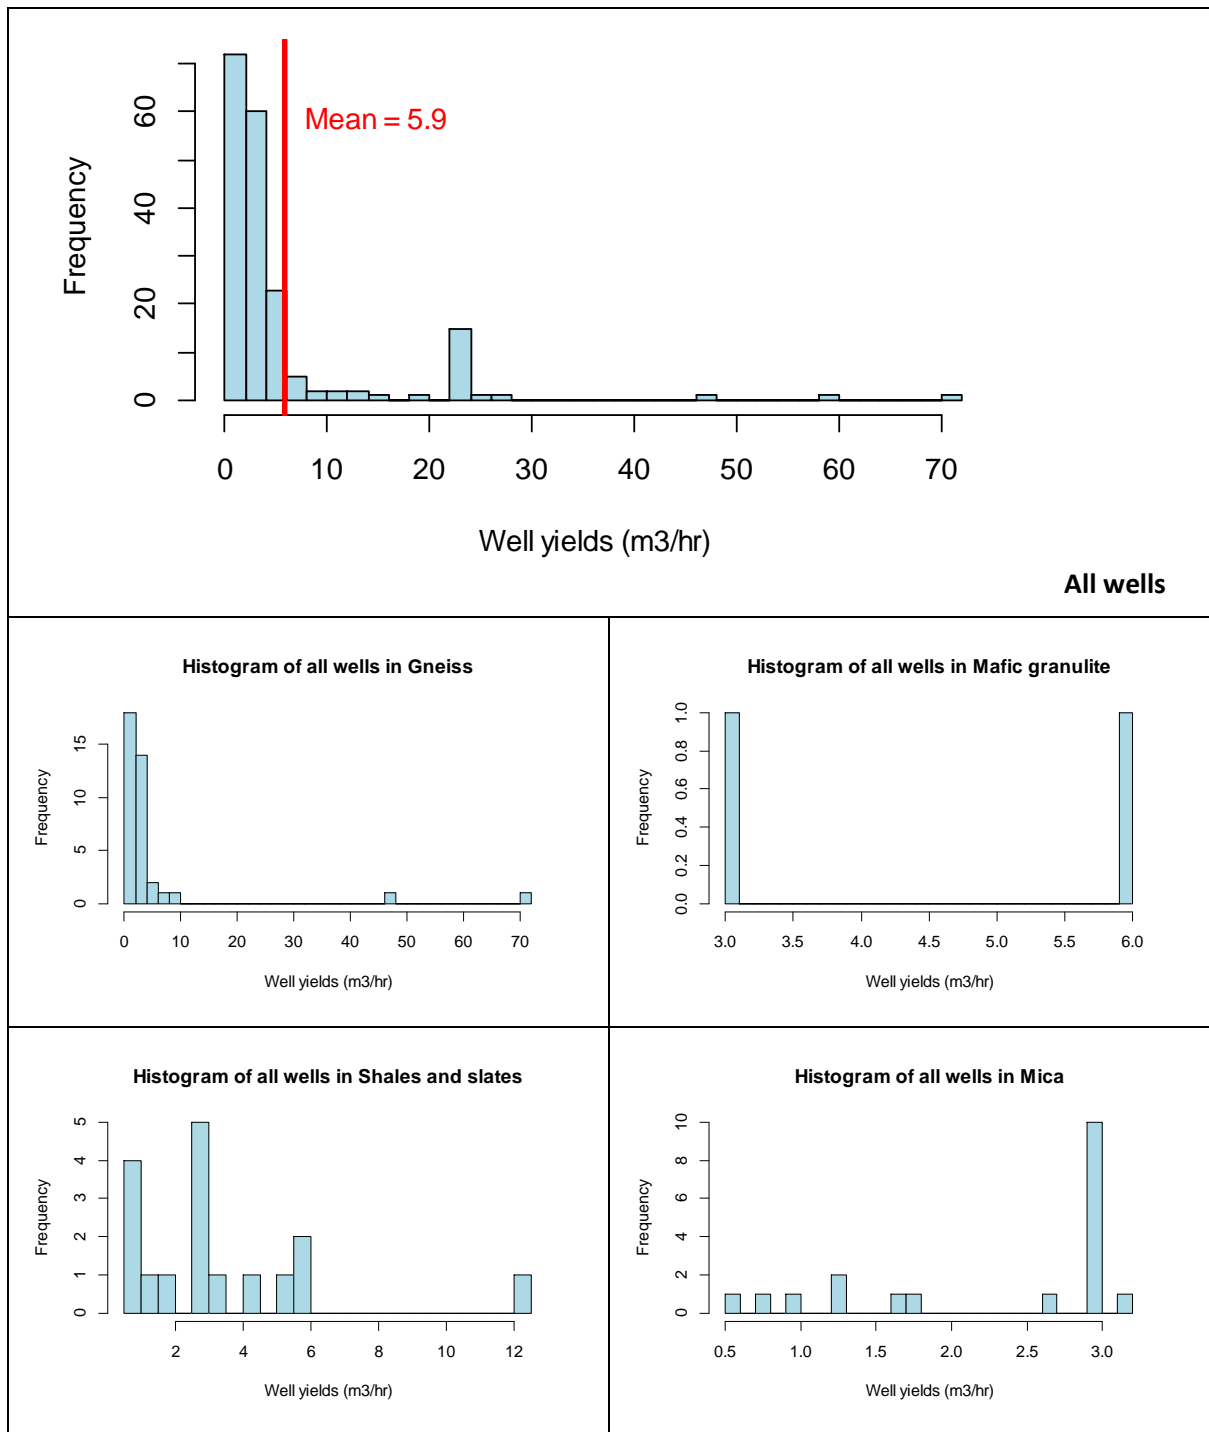 60
40
20
0
Frequency
Mean = 5.9
0 10 20 30 40 50 60 70
Well yields (m3/hr)
All wells
Histogram of all wells in Gneiss
15
10
5
0
Frequency
0 10 20 30 40 50 60 70
Well yields (m3/hr)
Histogram of all wells in Mafic granulite
1.0
0.8
0.6
0.4
0.2
0.0
Frequency
3.0 3.5 4.0 4.5 5.0 5.5 6.0
Well yields (m3/hr)
Histogram of all wells in Shales and slates
5
4
3
2
1
0
Frequency
2 4 6 8 10 12
Well yields (m3/hr)
Histogram of all wells in Mica
10
8
6
4
2
0
Frequency
0.5 1.0 1.5 2.0 2.5 3.0
Well yields (m3/hr)